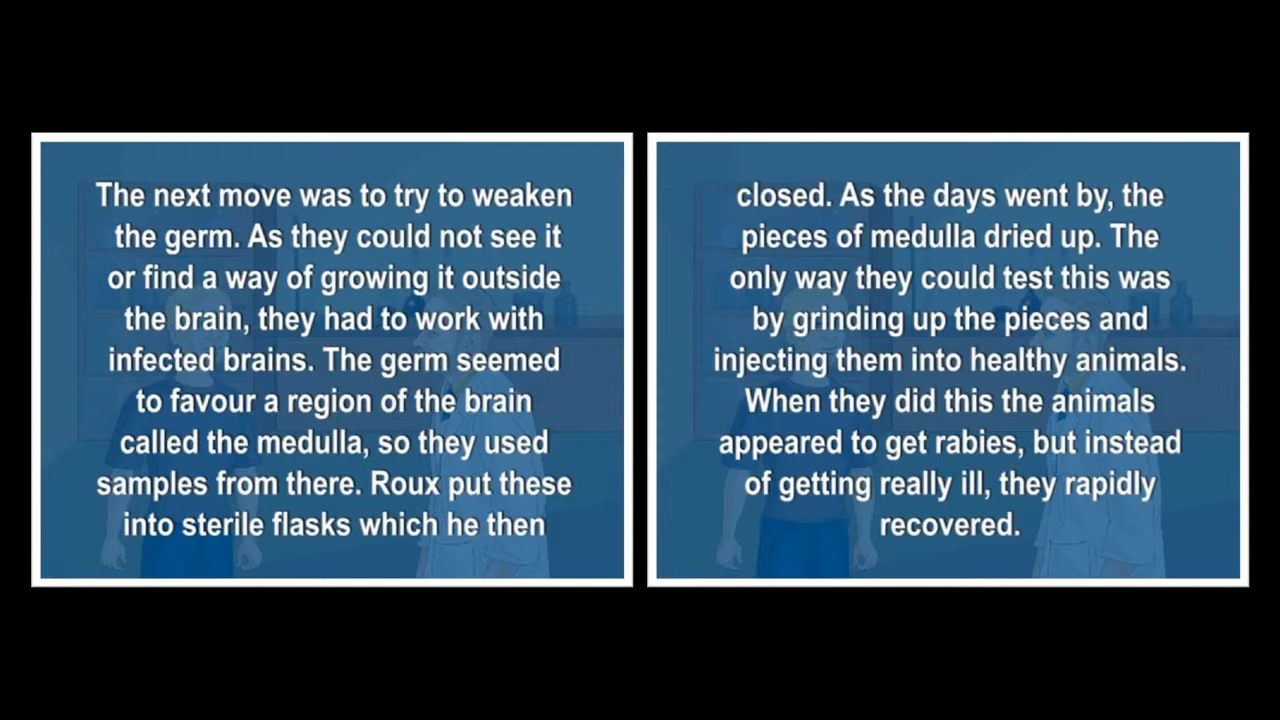 The next move was to try to weaken
the germ. As they could not see it
or find a way of growing it outside
the brain, they had to work with
infected brains. The germ seemed
to favour a region of the brain
called the medulla, so they used
samples from there. Roux put these
into sterile flasks which he then
closed. As the days went by, the
pieces of medulla dried up. The
only way they could test this was
by grinding up the pieces and
injecting them into healthy animals.
When they did this the animals
appeared to get rabies, but instead
of getting really ill, they rapidly
recovered.